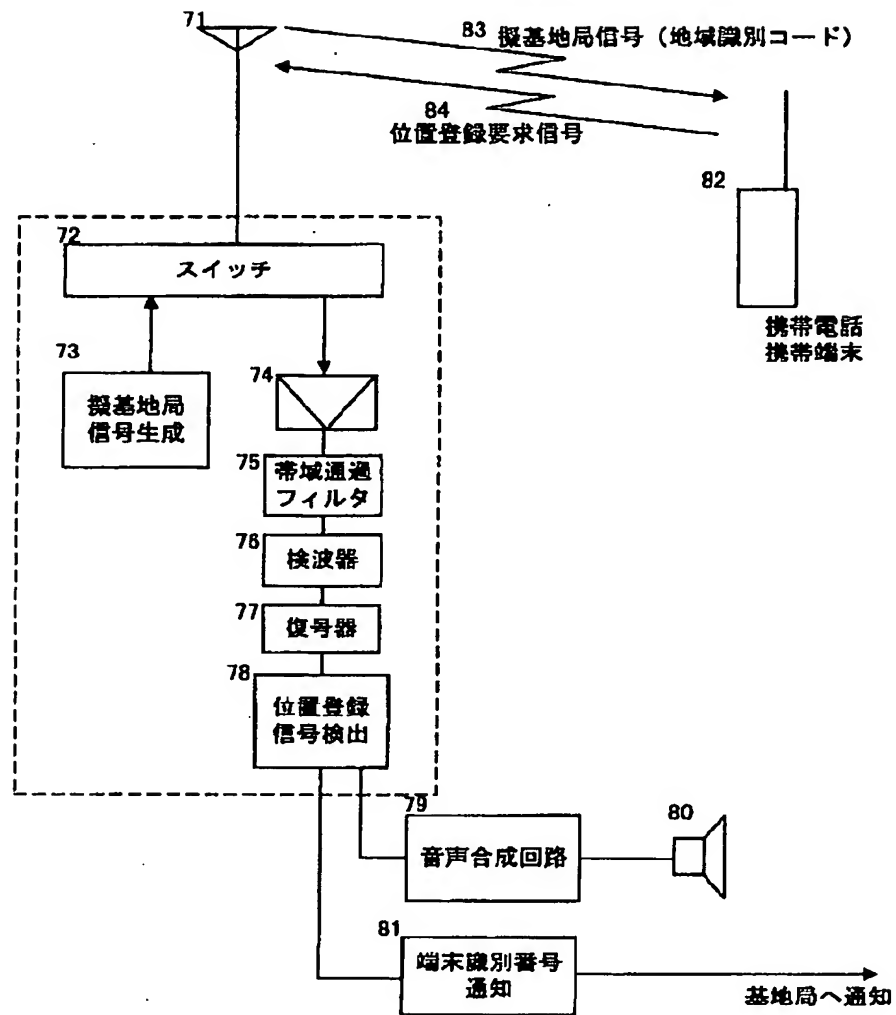 71
83 擬基地局信号（地域識別コード）
84
位置登録要求信号
82
携帯電話
携帯端末
72
スイッチ
73
擬基地局
信号生成
74
75
帯域通過
フィルタ
76
検波器
77
復号器
78
位置登録
信号検出
79
音声合成回路
80
81
端末識別番号
通知
基地局へ通知